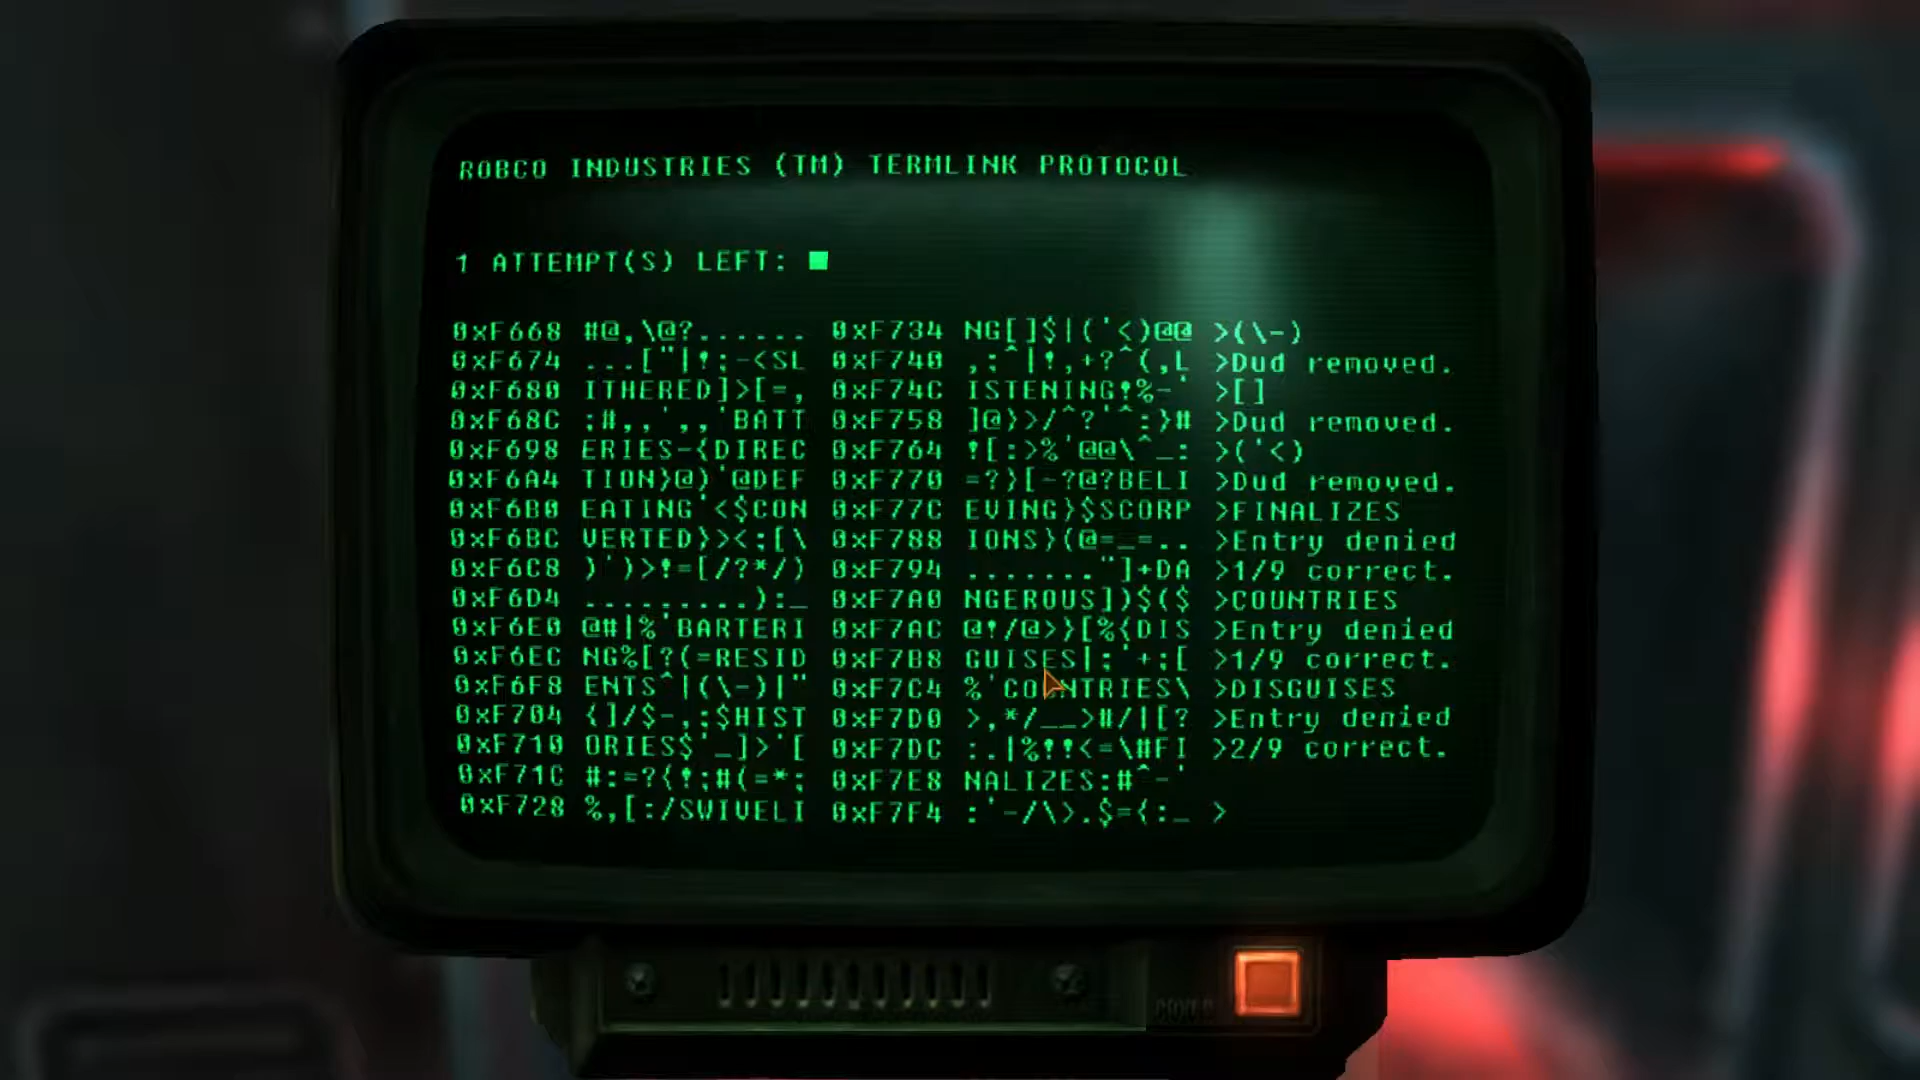 ROBCO INDUSTRIES (TM) TERMLINK PROTOCOL
1 ATTEMPT(S) LEFT:
0xF668 #@,\@?...... 0xF734 NG[]$|('<)@@ >(\-)
0xF674 ...["|!;-<SL 0xF740 ,:^|!,+?^(,L >Dud removed.
0xF680 ITHERED]>[=, 0xF74C ISTENING!%-' >[]
0xF68C :#,,',,'BATT 0xF758 ]@}>/^?'^:}# >Dud removed.
0xF698 ERIES-{DIREC 0xF764 ![:>%'@@\^_: >('<)
0xF6A4 TION}@)'@DEF 0xF770 =?}[-?@?BELI >Dud removed.
0xF6B0 EATING'<$CON 0xF77C EVING}$SCORP >FINALIZES
0xF6BC VERTED}><:[\ 0xF788 IONS}(@=_=.. >Entry denied
0xF6C8 )')>!=[/?*/) 0xF794 ......."]+DA >1/9 correct.
0xF6D4 .........):_ 0xF7A0 NGEROUS])$($ >COUNTRIES
0xF6E0 @#|%'BARTERI 0xF7AC @!/@>}[%{DIS >Entry denied
0xF6EC NG%[?(=RESID 0xF7B8 GUISES|;'+;[ >1/9 correct.
0xF6F8 ENTS^|(\-)|" 0xF7C4 %'COUNTRIES\ >DISGUISES
0xF704 {]/$-,:$HIST 0xF7D0 >,*/__>#/|[? >Entry denied
0xF710 ORIES$'_]>'[ 0xF7DC :.|%!!<=\#FI >2/9 correct.
0xF71C #:=?{!;#(=*; 0xF7E8 NALIZES:#^-'
0xF728 %,[:/SWIVELI 0xF7F4 :'-/\>.$={:_ >